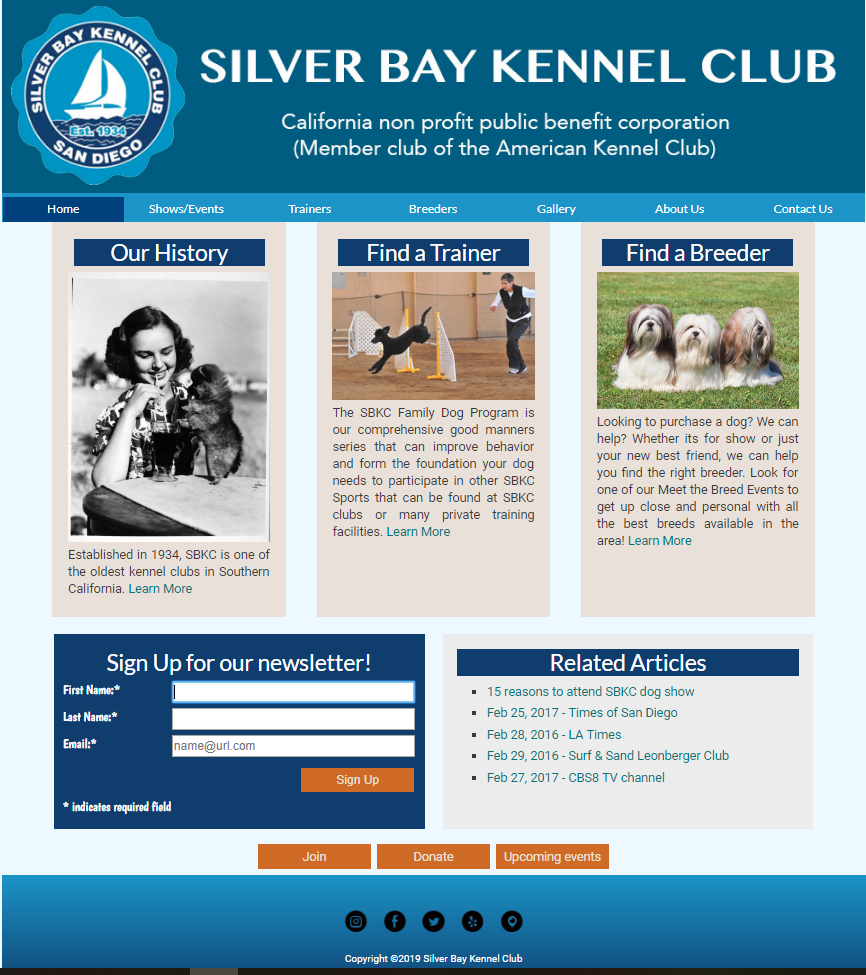 SILVER BAY KENNEL CLUB
Est. 1934
SAN DIEGO
SILVER BAY KENNEL CLUB
California non profit public benefit corporation
(Member club of the American Kennel Club)
Home Shows/Events Trainers Breeders Gallery About Us Contact Us
Our History
Established in 1934, SBKC is one of
the oldest kennel clubs in Southern
California. Learn More
Find a Trainer
The SBKC Family Dog Program is
our comprehensive good manners
series that can improve behavior
and form the foundation your dog
needs to participate in other SBKC
Sports that can be found at SBKC
clubs or many private training
facilities. Learn More
Find a Breeder
Looking to purchase a dog? We can
help? Whether its for show or just
your new best friend, we can help
you find the right breeder. Look for
one of our Meet the Breed Events to
get up close and personal with all
the best breeds available in the
area! Learn More
Sign Up for our newsletter!
First Name:*
Last Name:*
Email:* name@url.com
Sign Up
* indicates required field
Related Articles
15 reasons to attend SBKC dog show
Feb 25, 2017 - Times of San Diego
Feb 28, 2016 - LA Times
Feb 29, 2016 - Surf & Sand Leonberger Club
Feb 27, 2017 - CBS8 TV channel
Join Donate Upcoming events
Copyright ©2019 Silver Bay Kennel Club